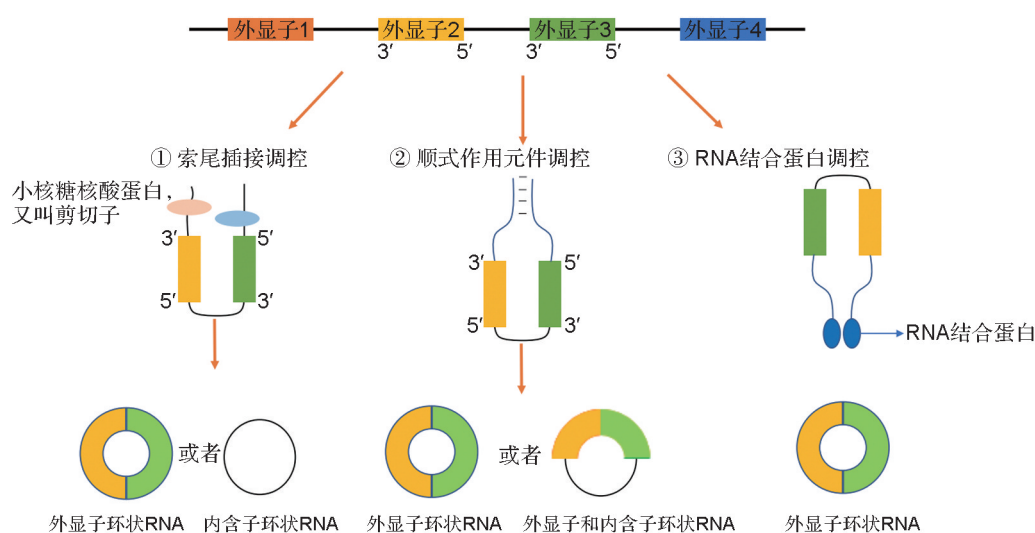 外显子1 外显子2 外显子3 外显子4
3′ 5′ 3′ 5′
① 索尾插接调控 ② 顺式作用元件调控 ③ RNA结合蛋白调控
小核糖核酸蛋白，
又叫剪切子
3′ 5′
5′ 3′
3′ 5′
5′ 3′
RNA结合蛋白
或者 或者
外显子环状RNA 内含子环状RNA 外显子环状RNA 外显子和内含子环状RNA 外显子环状RNA